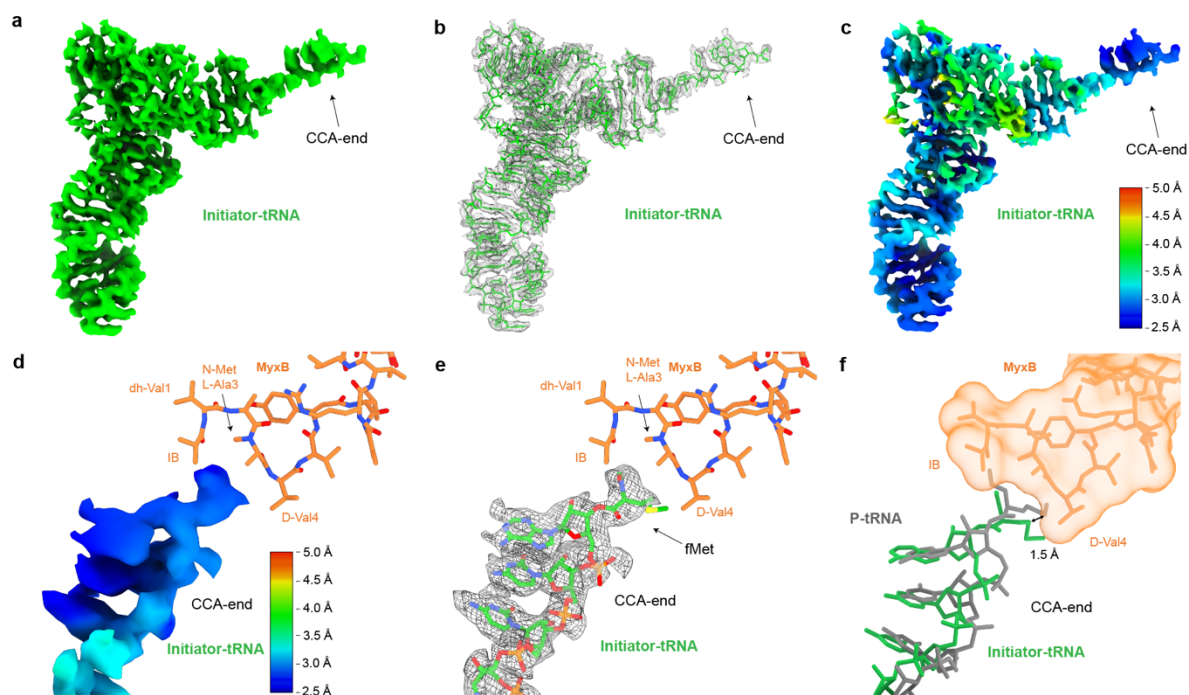 a
CCA-end
Initiator-tRNA
b
CCA-end
Initiator-tRNA
c
CCA-end
Initiator-tRNA
5.0 Å
4.5 Å
4.0 Å
3.5 Å
3.0 Å
2.5 Å
d
N-Met
L-Ala3
MyxB
dh-Val1
IB
D-Val4
CCA-end
Initiator-tRNA
5.0 Å
4.5 Å
4.0 Å
3.5 Å
3.0 Å
2.5 Å
e
N-Met
L-Ala3
MyxB
dh-Val1
IB
D-Val4
fMet
CCA-end
Initiator-tRNA
f
MyxB
IB
P-tRNA
D-Val4
1.5 Å
CCA-end
Initiator-tRNA